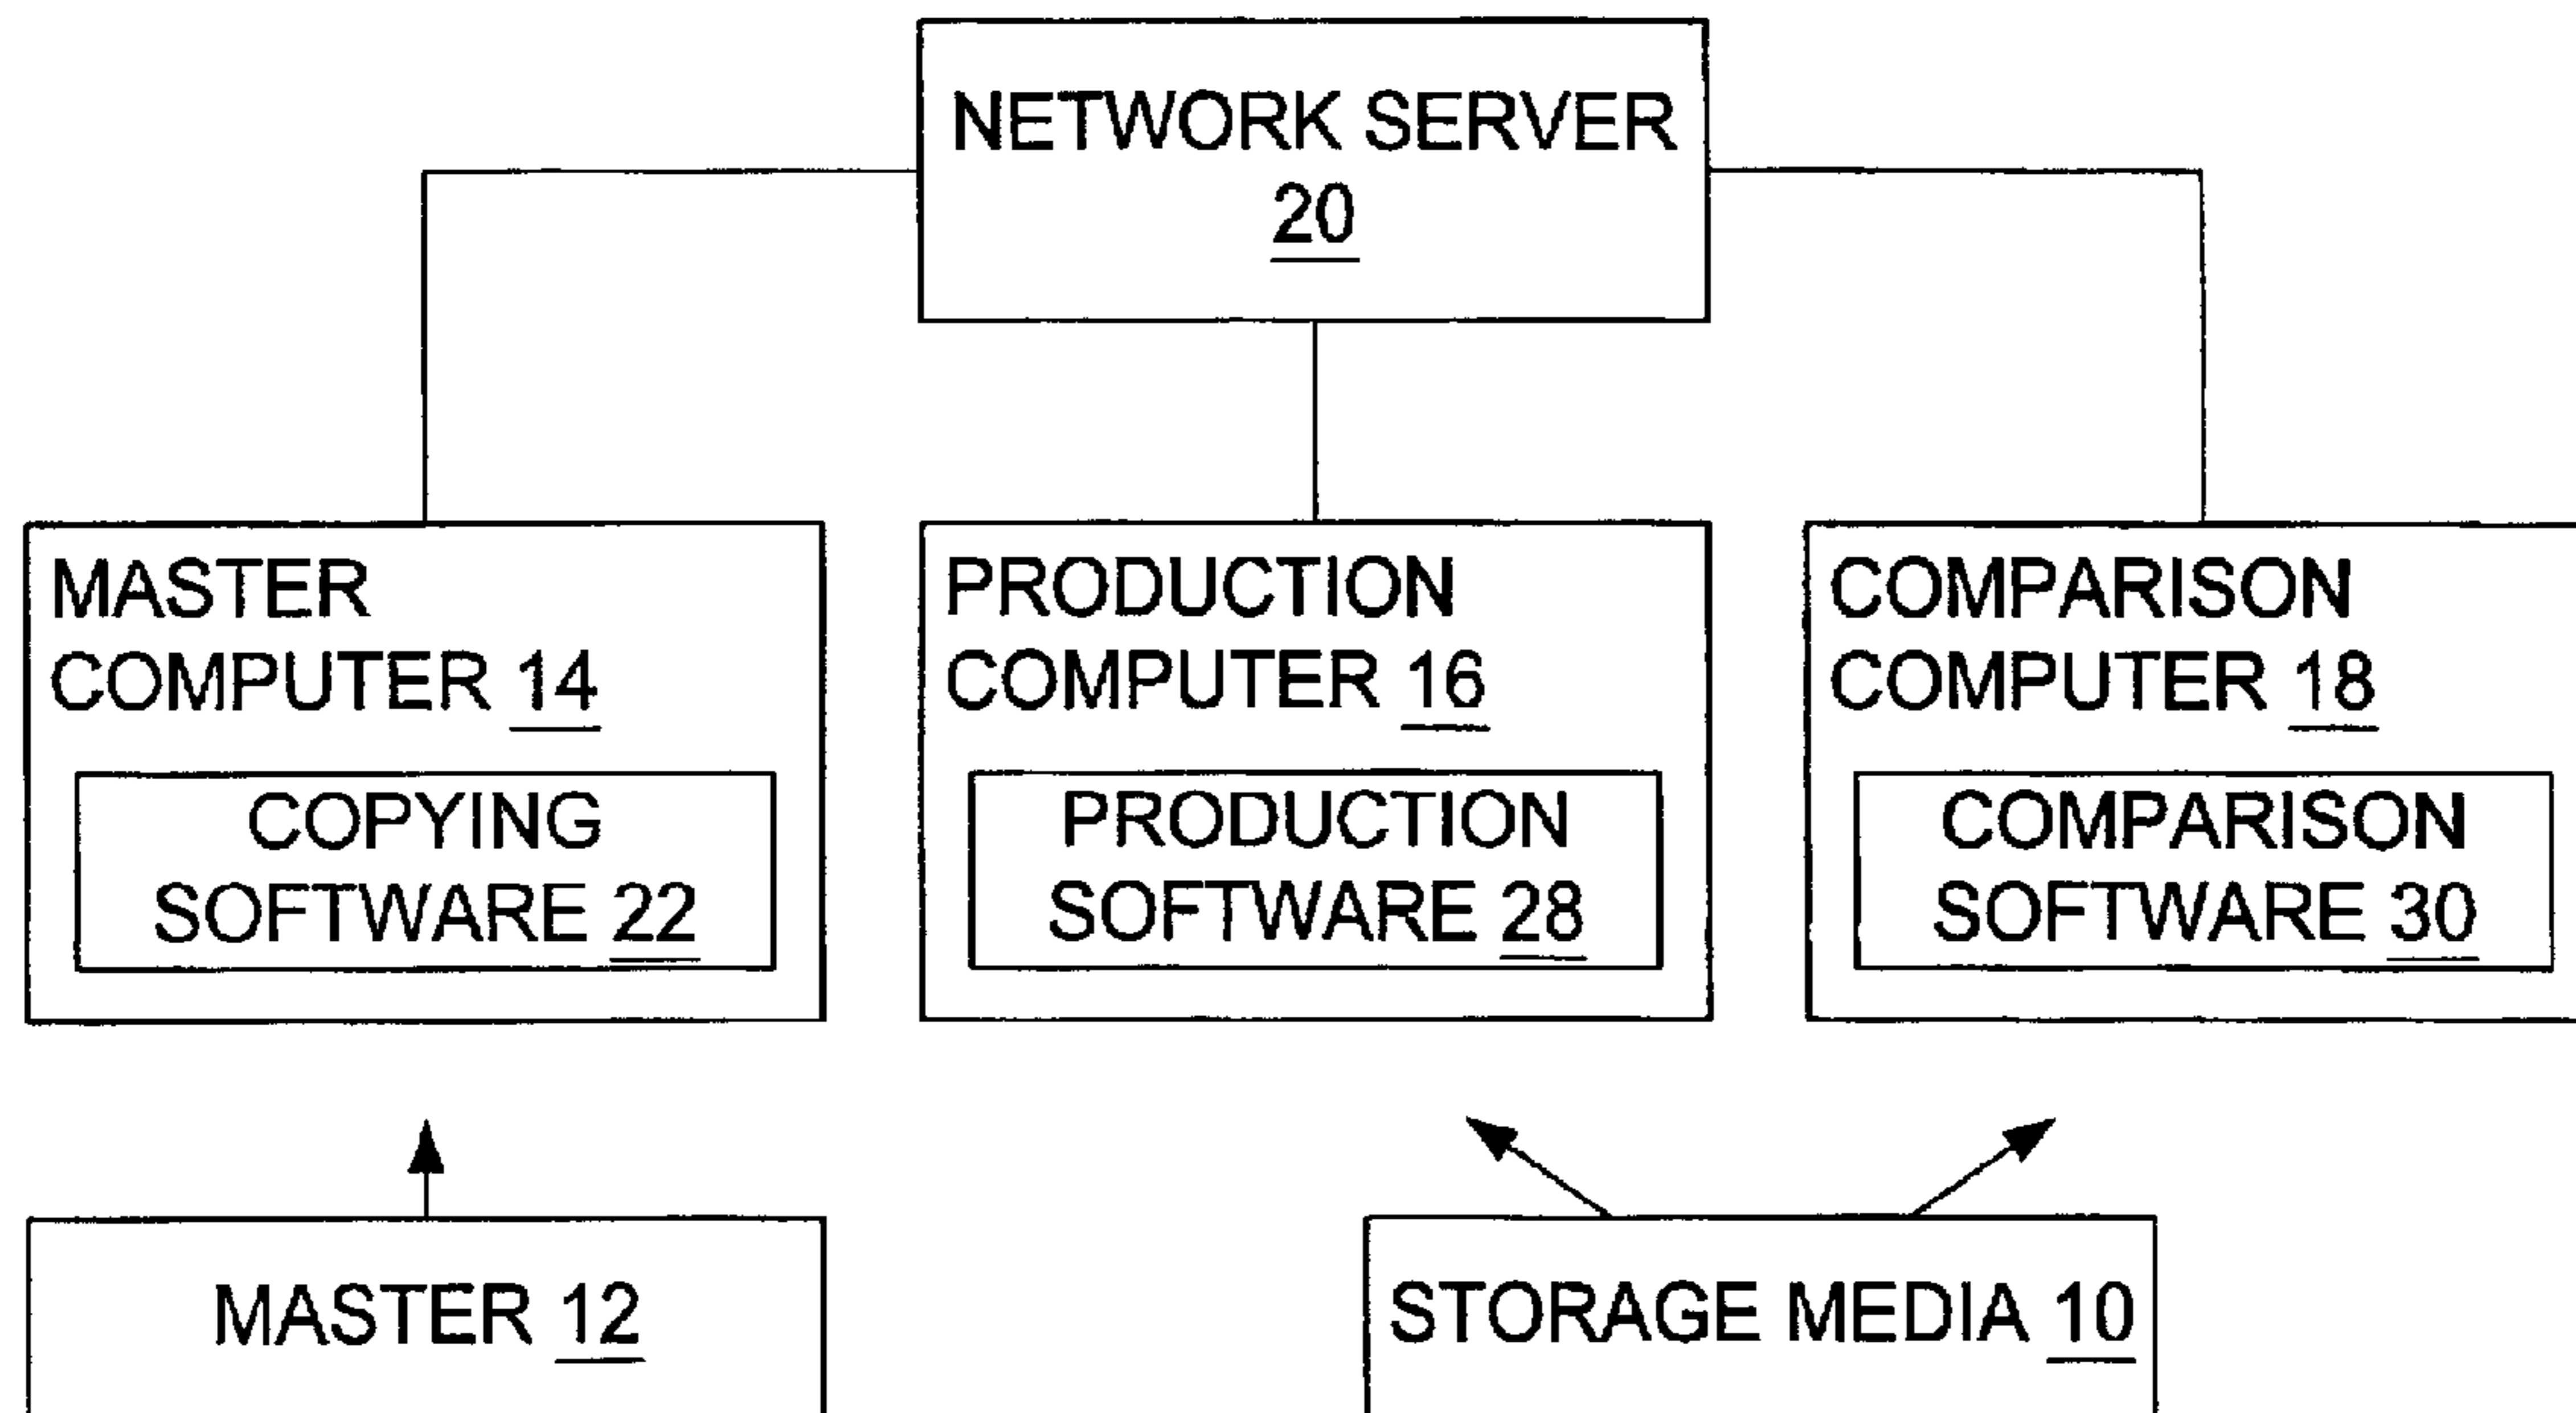 NETWORK SERVER
20
MASTER
COMPUTER 14
COPYING
SOFTWARE 22
PRODUCTION
COMPUTER 16
PRODUCTION
SOFTWARE 28
COMPARISON
COMPUTER 18
COMPARISON
SOFTWARE 30
MASTER 12
STORAGE MEDIA 10